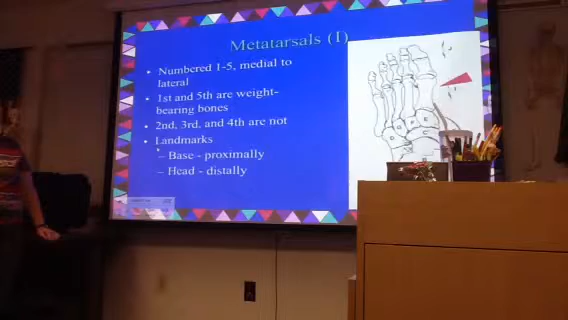 Metatarsals (I)
• Numbered 1-5, medial to
lateral
• 1st and 5th are weight-
bearing bones
• 2nd, 3rd, and 4th are not
• Landmarks
– Base - proximally
– Head - distally